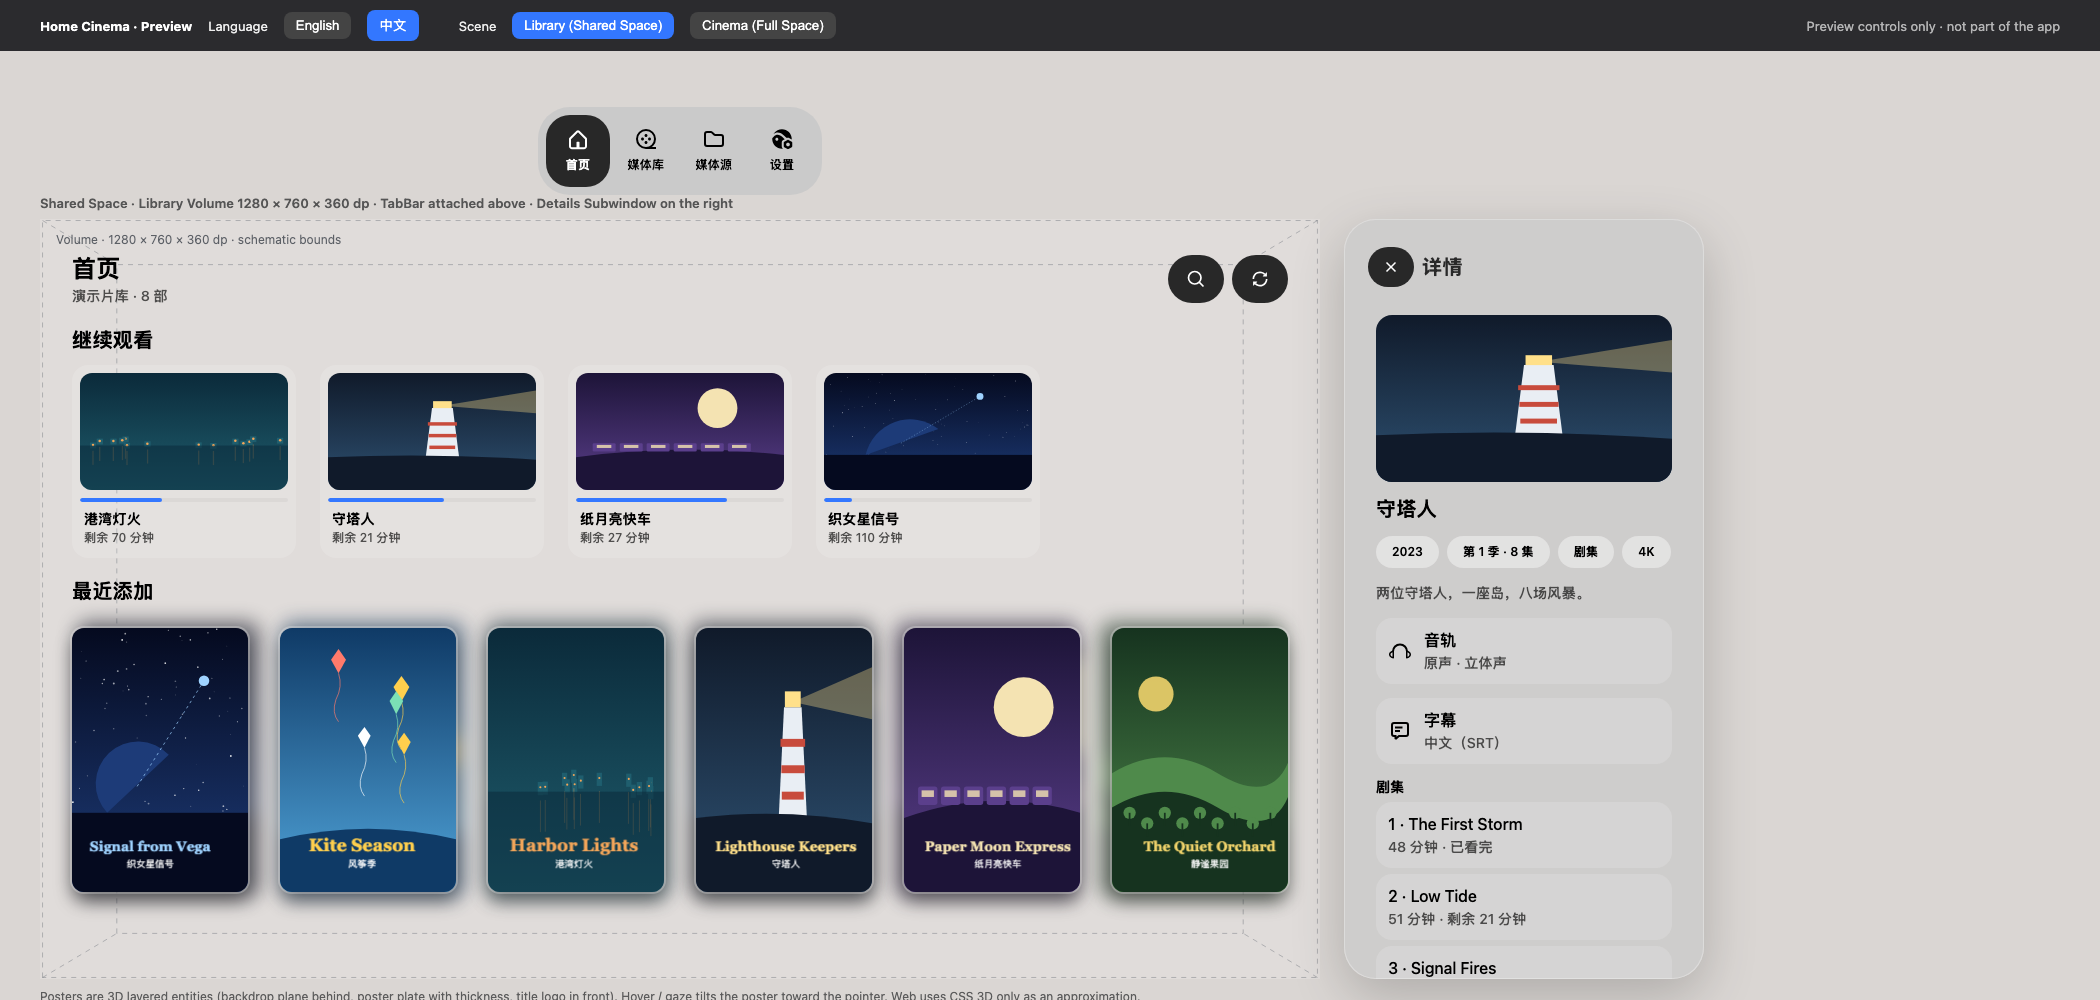 Home Cinema · Preview
Language
English
中文
Scene
Library (Shared Space)
Cinema (Full Space)
Preview controls only · not part of the app
首页
媒体库
媒体源
设置
Shared Space · Library Volume 1280 × 760 × 360 dp · TabBar attached above · Details Subwindow on the right
Volume · 1280 × 760 × 360 dp · schematic bounds
首页
演示片库 · 8 部
继续观看
港湾灯火
剩余 70 分钟
守塔人
剩余 21 分钟
纸月亮快车
剩余 27 分钟
织女星信号
剩余 110 分钟
最近添加
Signal from Vega
织女星信号
Kite Season
风筝季
Harbor Lights
港湾灯火
Lighthouse Keepers
守塔人
Paper Moon Express
纸月亮快车
The Quiet Orchard
静谧果园
详情
守塔人
2023
第 1 季 · 8 集
剧集
4K
两位守塔人，一座岛，八场风暴。
音轨
原声 · 立体声
字幕
中文（SRT）
剧集
1 · The First Storm
48 分钟 · 已看完
2 · Low Tide
51 分钟 · 剩余 21 分钟
3 · Signal Fires
Posters are 3D layered entities (backdrop plane behind, poster plate with thickness, title logo in front). Hover / gaze tilts the poster toward the pointer. Web uses CSS 3D only as an approximation.